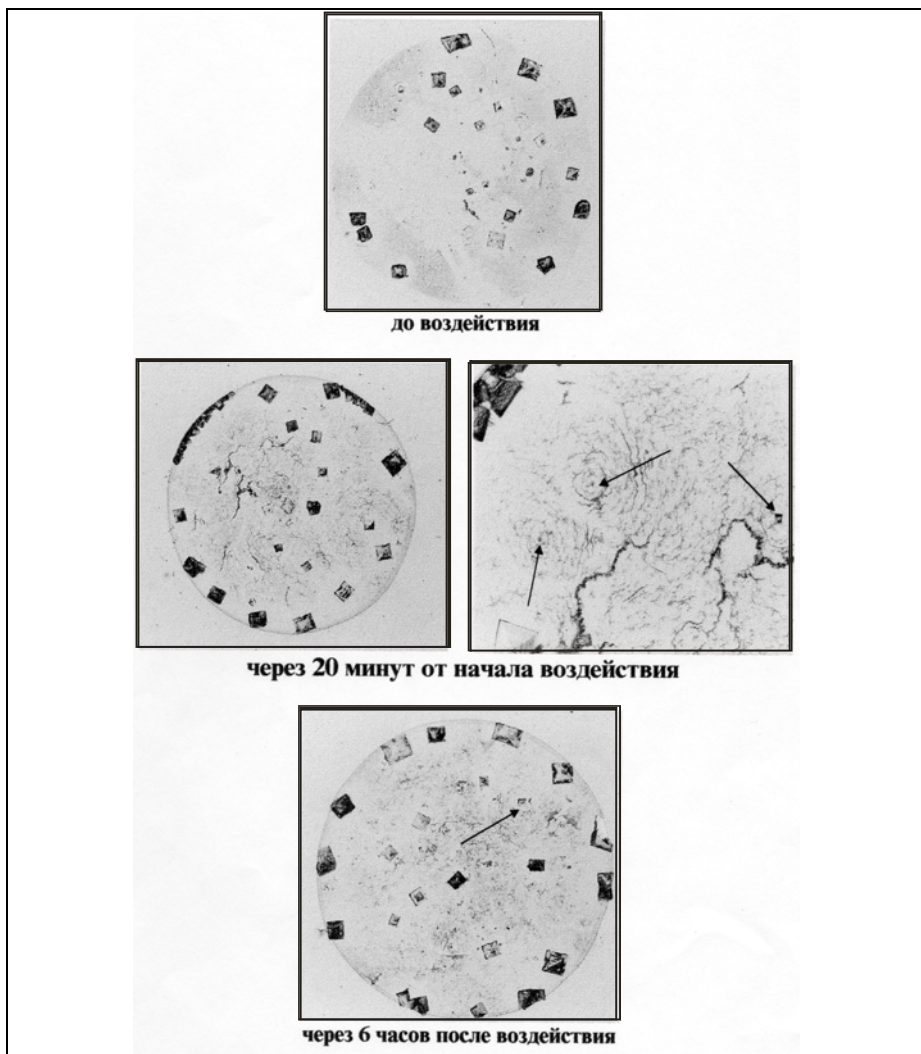 до воздействия
через 20 минут от начала воздействия
через 6 часов после воздействия